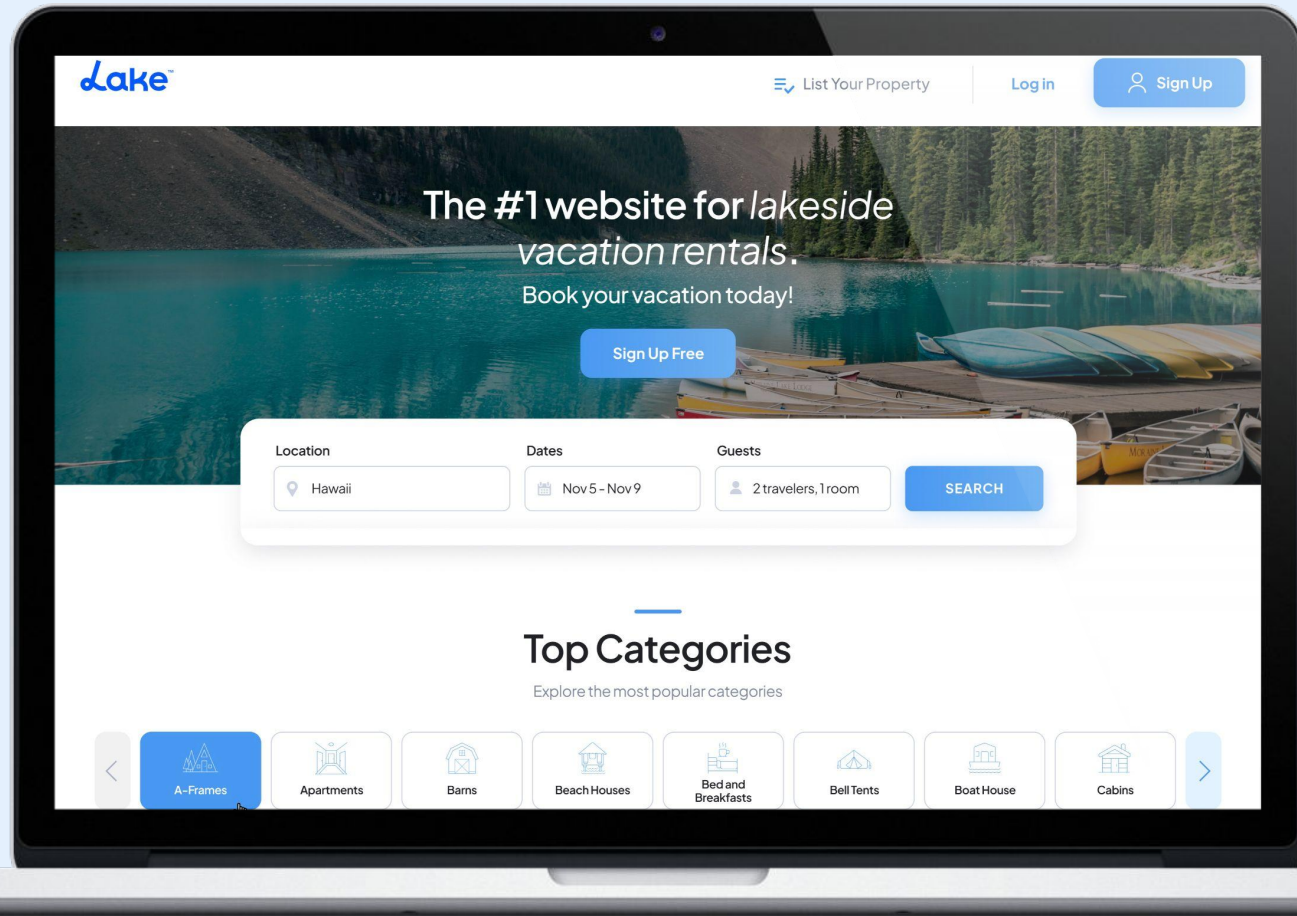 Lake™
List Your Property
Log in
Sign Up
The #1 website for lakeside
vacation rentals.
Book your vacation today!
Sign Up Free
Location
Dates
Guests
Hawaii
Nov 5 - Nov 9
2 travelers, 1 room
SEARCH
Top Categories
Explore the most popular categories
A-Frames
Apartments
Barns
Beach Houses
Bed and
Breakfasts
Bell Tents
Boat House
Cabins